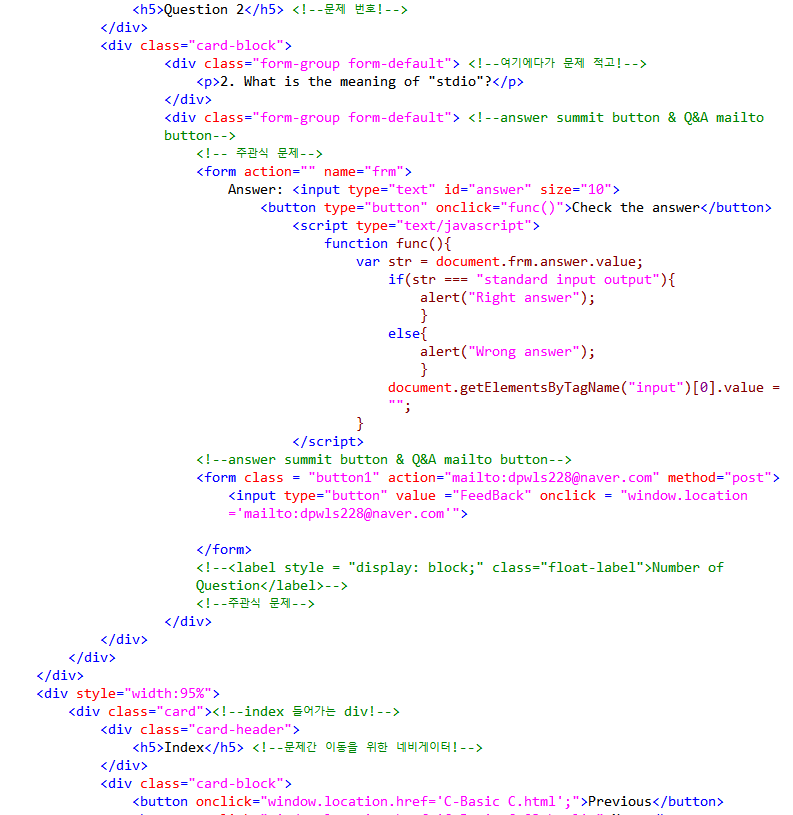 <h5>Question 2</h5> <!--문제 번호!-->
</div>
<div class="card-block">
<div class="form-group form-default"> <!--여기에다가 문제 적고!-->
<p>2. What is the meaning of "stdio"?</p>
</div>
<div class="form-group form-default"> <!--answer summit button & Q&A mailto
button-->
<!-- 주관식 문제-->
<form action="" name="frm">
Answer: <input type="text" id="answer" size="10">
<button type="button" onclick="func()">Check the answer</button>
<script type="text/javascript">
function func(){
var str = document.frm.answer.value;
if(str === "standard input output"){
alert("Right answer");
}
else{
alert("Wrong answer");
}
document.getElementsByTagName("input")[0].value =
"";
}
</script>
<!--answer summit button & Q&A mailto button-->
<form class = "button1" action="mailto:dpwls228@naver.com" method="post">
<input type="button" value ="FeedBack" onclick = "window.location
='mailto:dpwls228@naver.com'">
</form>
<!--<label style = "display: block;" class="float-label">Number of
Question</label>-->
<!--주관식 문제-->
</div>
</div>
</div>
</div>
<div style="width:95%">
<div class="card"><!--index 들어가는 div!-->
<div class="card-header">
<h5>Index</h5> <!--문제간 이동을 위한 네비게이터!-->
</div>
<div class="card-block">
<button onclick="window.location.href='C-Basic C.html';">Previous</button>